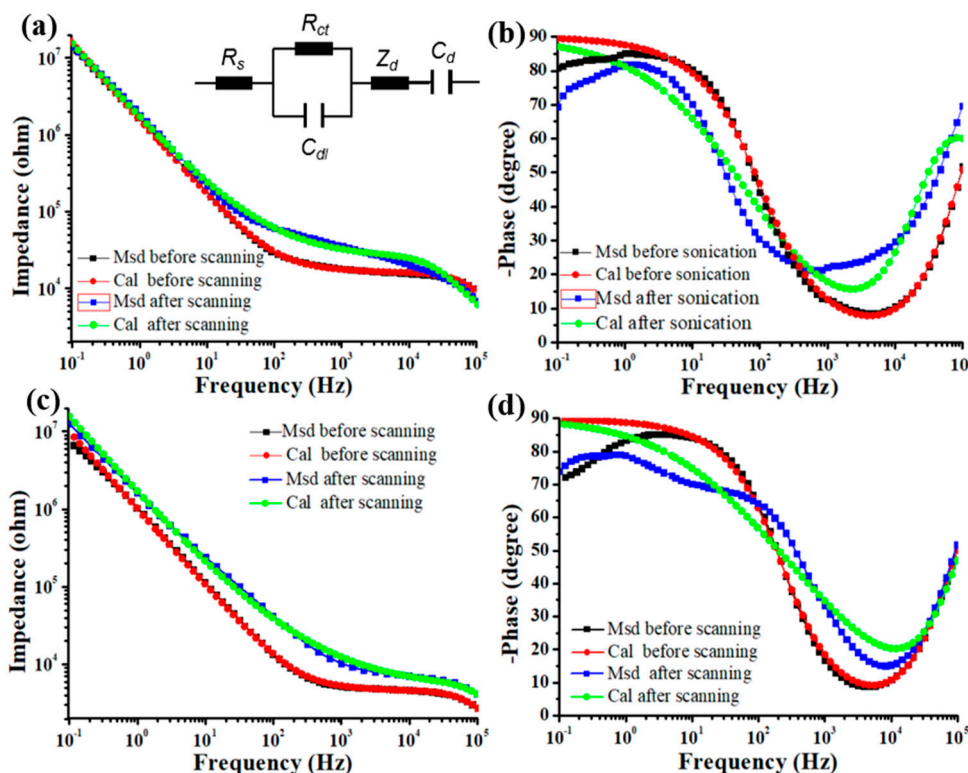 (a)
R_s
R_ct
C_dl
Z_d
C_d
Impedance (ohm)
10^7
10^6
10^5
10^4
Msd before scanning
Cal before scanning
Msd after scanning
Cal after scanning
10^-1 10^0 10^1 10^2 10^3 10^4 10^5
Frequency (Hz)
(b)
-Phase (degree)
90
80
70
60
50
40
30
20
10
0
Msd before sonication
Cal before sonication
Msd after sonication
Cal after sonication
10^-1 10^0 10^1 10^2 10^3 10^4 10^5
Frequency (Hz)
(c)
Impedance (ohm)
10^7
10^6
10^5
10^4
Msd before scanning
Cal before scanning
Msd after scanning
Cal after scanning
10^-1 10^0 10^1 10^2 10^3 10^4 10^5
Frequency (Hz)
(d)
-Phase (degree)
90
80
70
60
50
40
30
20
10
0
Msd before scanning
Cal before scanning
Msd after scanning
Cal after scanning
10^-1 10^0 10^1 10^2 10^3 10^4 10^5
Frequency (Hz)